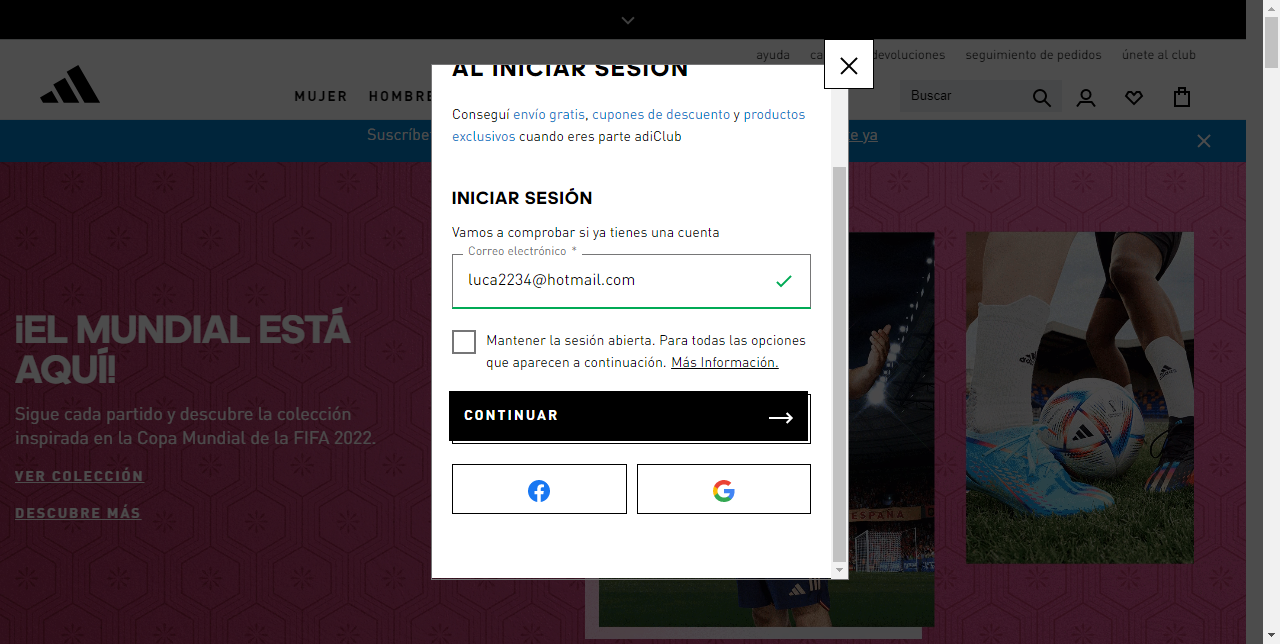 ayuda
devoluciones
seguimiento de pedidos
únete al club
MUJER
HOMBRE
Buscar
AL INICIAR SESIÓN
Conseguí envío gratis, cupones de descuento y productos
exclusivos cuando eres parte adiClub
ya
INICIAR SESIÓN
Vamos a comprobar si ya tienes una cuenta
Correo electrónico *
luca2234@hotmail.com
Mantener la sesión abierta. Para todas las opciones
que aparecen a continuación. Más Información.
CONTINUAR
¡EL MUNDIAL ESTÁ
AQUÍ!
Sigue cada partido y descubre la colección
inspirada en la Copa Mundial de la FIFA 2022.
VER COLECCIÓN
DESCUBRE MÁS
ESPAÑA